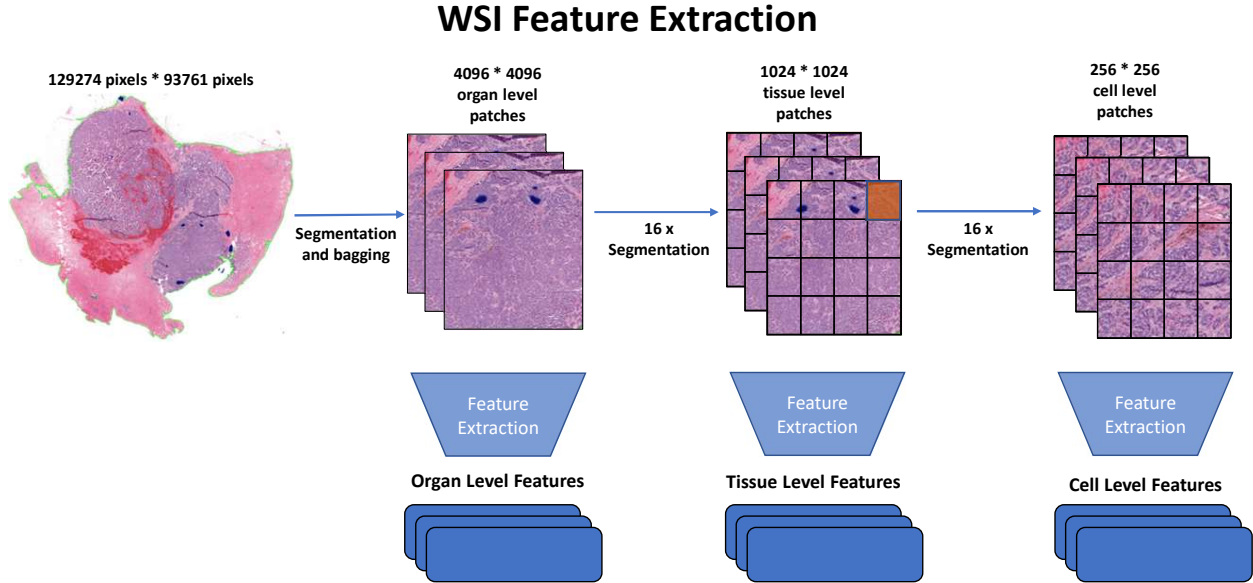 WSI Feature Extraction
129274 pixels * 93761 pixels
4096 * 4096
organ level
patches
1024 * 1024
tissue level
patches
256 * 256
cell level
patches
Segmentation
and bagging
16 x
Segmentation
16 x
Segmentation
Feature
Extraction
Feature
Extraction
Feature
Extraction
Organ Level Features
Tissue Level Features
Cell Level Features